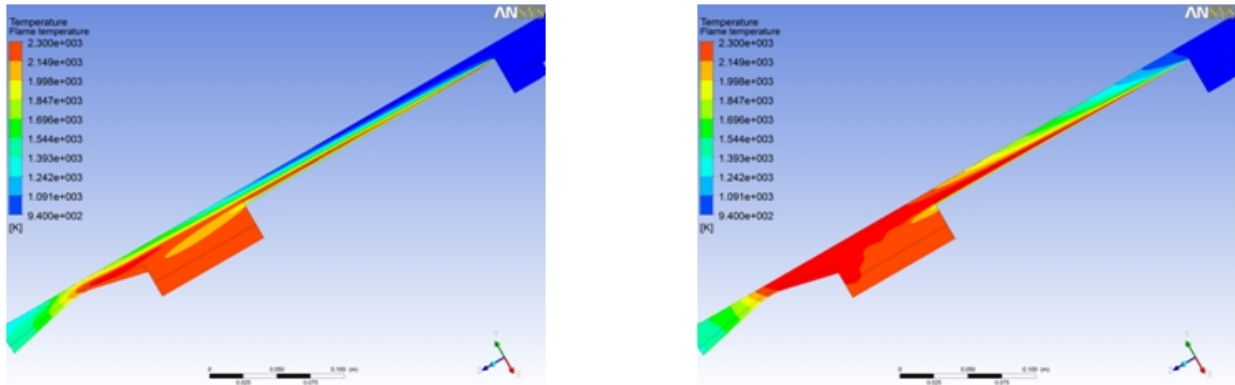 ANSYS
Temperature
Flame temperature
2.300e+003
2.149e+003
1.998e+003
1.847e+003
1.696e+003
1.544e+003
1.393e+003
1.242e+003
1.091e+003
9.400e+002
[K]
0 0.050 0.100 (m)
0.025 0.075
Y
Z X
ANSYS
Temperature
Flame temperature
2.300e+003
2.149e+003
1.998e+003
1.847e+003
1.696e+003
1.544e+003
1.393e+003
1.242e+003
1.091e+003
9.400e+002
[K]
0 0.050 0.100 (m)
0.025 0.075
Y
Z X